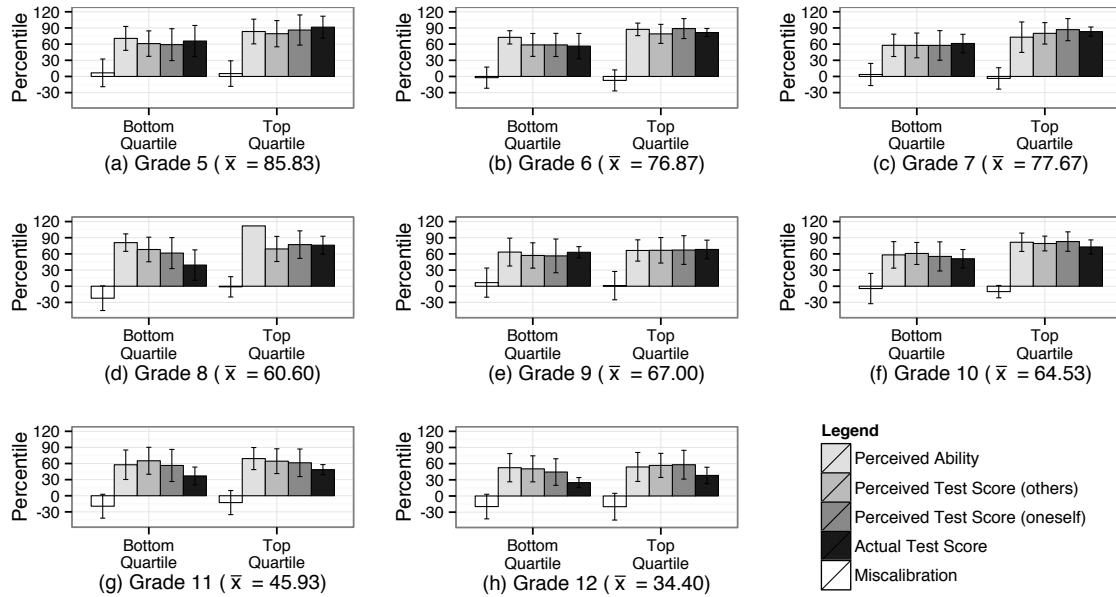 Percentile
120
90
60
30
0
-30
Bottom Quartile
Top Quartile
(a) Grade 5 ( x̄ = 85.83)
Percentile
120
90
60
30
0
-30
Bottom Quartile
Top Quartile
(b) Grade 6 ( x̄ = 76.87)
Percentile
120
90
60
30
0
-30
Bottom Quartile
Top Quartile
(c) Grade 7 ( x̄ = 77.67)
Percentile
120
90
60
30
0
-30
Bottom Quartile
Top Quartile
(d) Grade 8 ( x̄ = 60.60)
Percentile
120
90
60
30
0
-30
Bottom Quartile
Top Quartile
(e) Grade 9 ( x̄ = 67.00)
Percentile
120
90
60
30
0
-30
Bottom Quartile
Top Quartile
(f) Grade 10 ( x̄ = 64.53)
Percentile
120
90
60
30
0
-30
Bottom Quartile
Top Quartile
(g) Grade 11 ( x̄ = 45.93)
Percentile
120
90
60
30
0
-30
Bottom Quartile
Top Quartile
(h) Grade 12 ( x̄ = 34.40)
Legend
Perceived Ability
Perceived Test Score (others)
Perceived Test Score (oneself)
Actual Test Score
Miscalibration